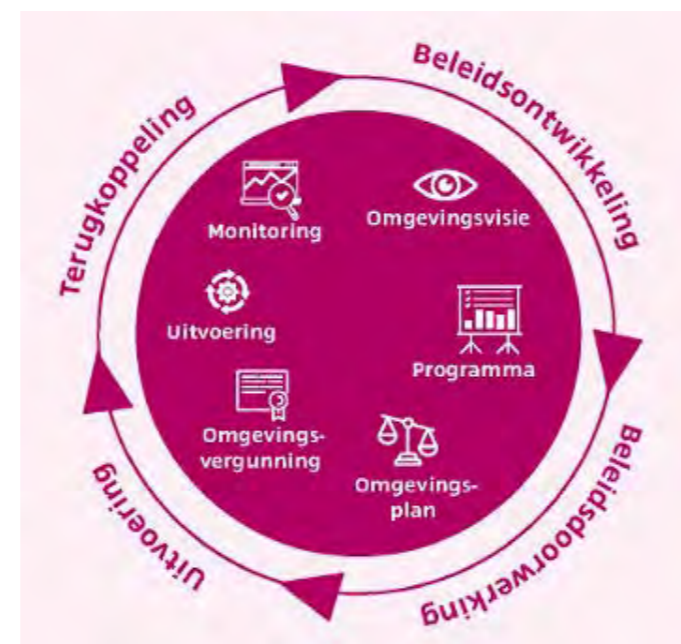 Beleidsontwikkeling
Terugkoppeling
Monitoring
Omgevingsvisie
Uitvoering
Programma
Omgevings-
vergunning
Omgevings-
plan
Uitvoering
Beleidsdoorwerking